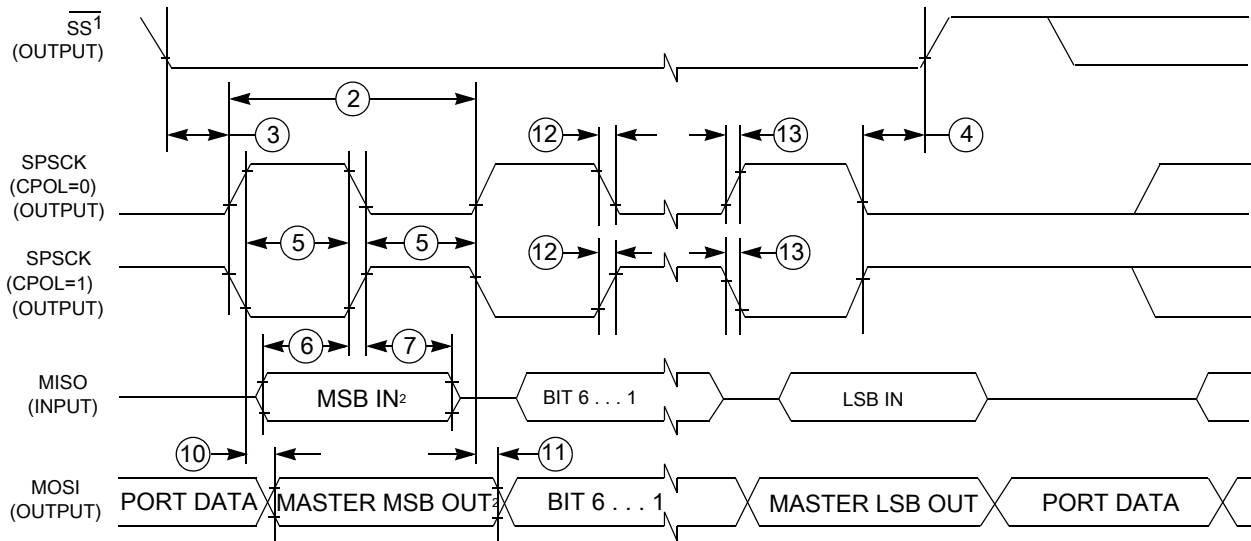 SS1
(OUTPUT)
2
3
12
13
4
SPSCK
(CPOL=0)
(OUTPUT)
5
5
SPSCK
(CPOL=1)
(OUTPUT)
12
13
6
7
MISO
(INPUT)
MSB IN2
BIT 6 . . . 1
LSB IN
10
11
MOSI
(OUTPUT)
PORT DATA
MASTER MSB OUT2
BIT 6 . . . 1
MASTER LSB OUT
PORT DATA